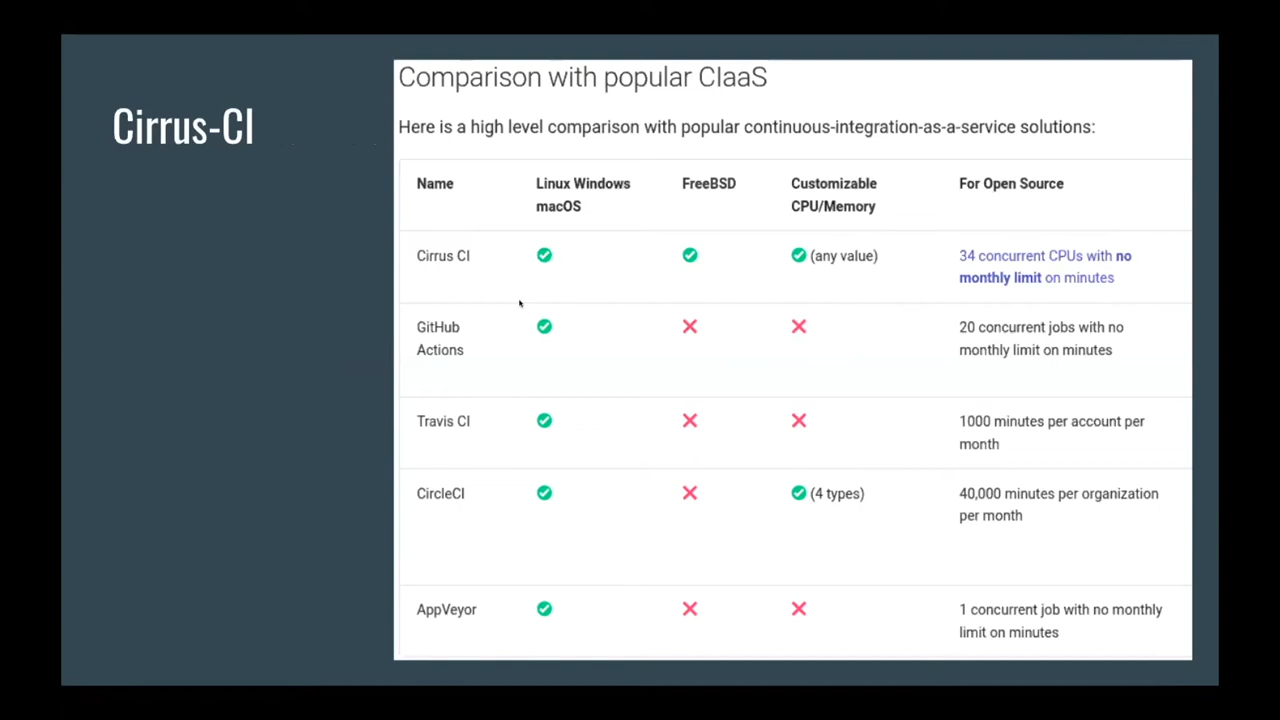 Cirrus-CI
Comparison with popular CIaaS
Here is a high level comparison with popular continuous-integration-as-a-service solutions:
Name
Linux Windows
macOS
FreeBSD
Customizable
CPU/Memory
For Open Source
Cirrus CI
(any value)
34 concurrent CPUs with no
monthly limit on minutes
GitHub
Actions
20 concurrent jobs with no
monthly limit on minutes
Travis CI
1000 minutes per account per
month
CircleCI
(4 types)
40,000 minutes per organization
per month
AppVeyor
1 concurrent job with no monthly
limit on minutes